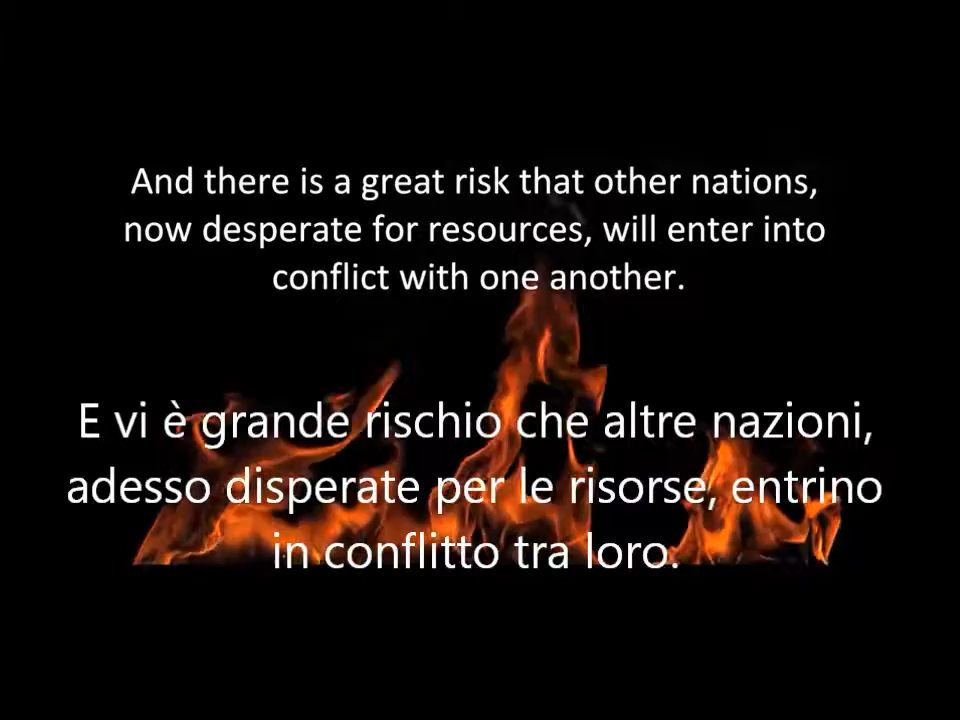 And there is a great risk that other nations,
now desperate for resources, will enter into
conflict with one another.
E vi è grande rischio che altre nazioni,
adesso disperate per le risorse, entrino
in conflitto tra loro.